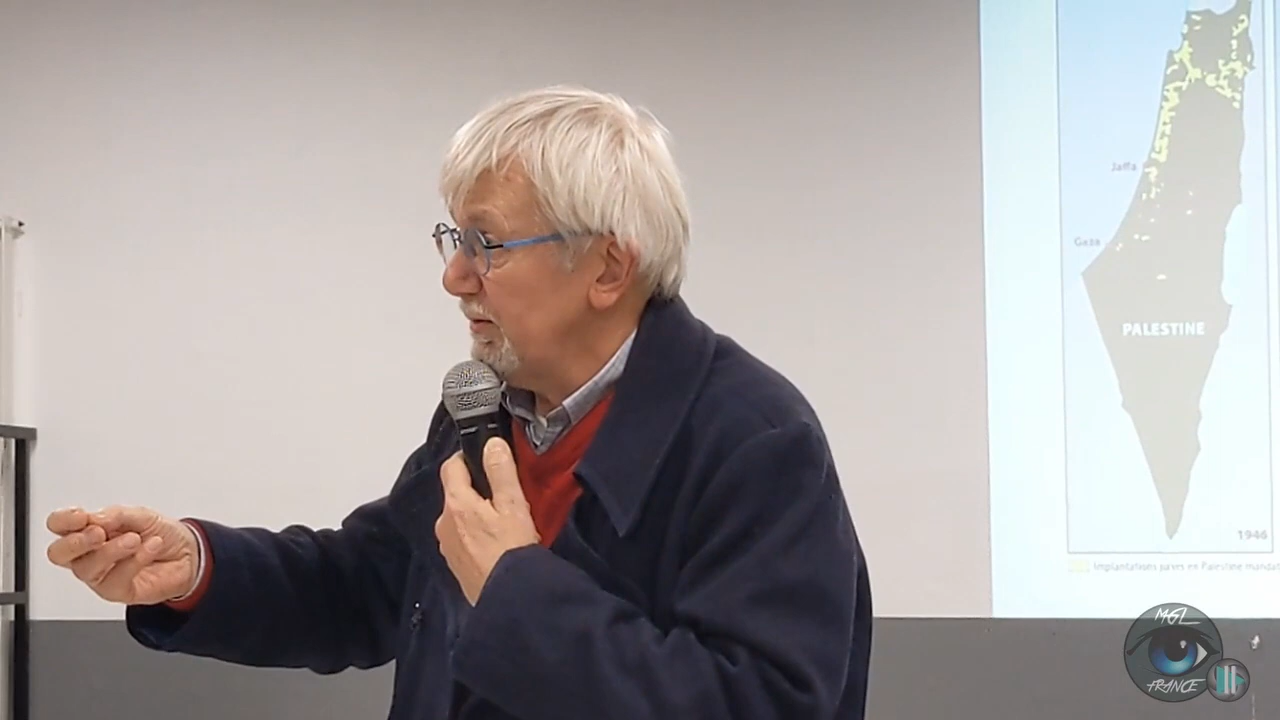 Jaffa
Gaza
PALESTINE
1946
Implantations juives en Palestine mandat
MGL
FRANCE